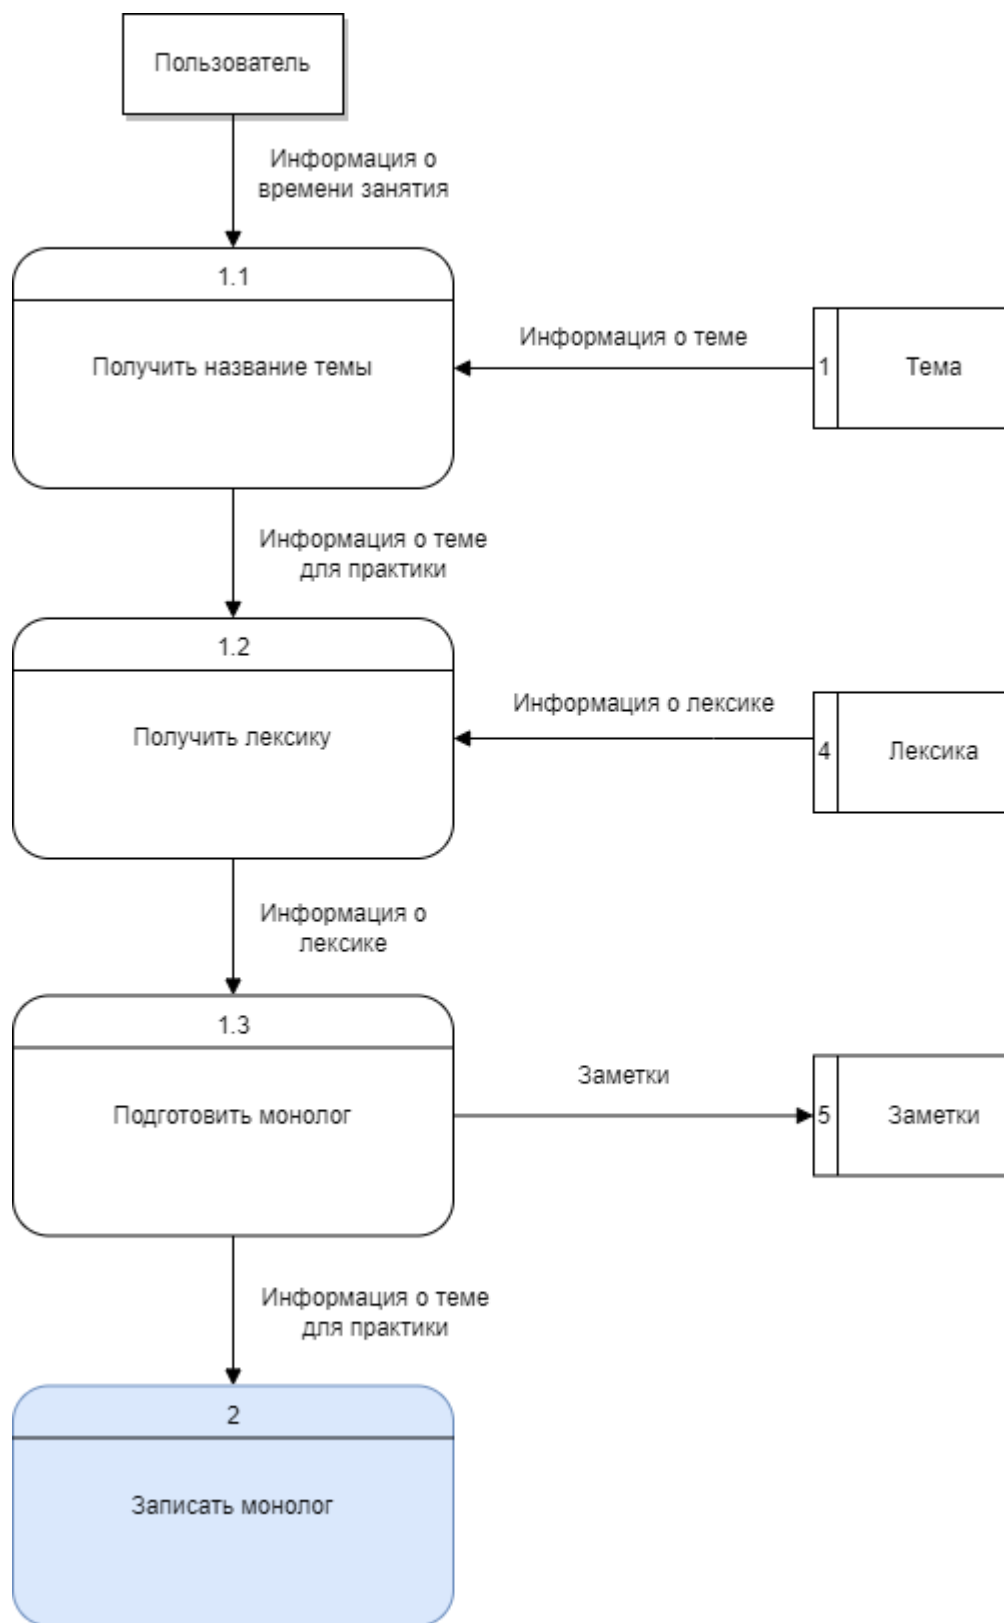 Пользователь
Информация о
времени занятия
1.1
Получить название темы
Информация о теме
1
Тема
Информация о теме
для практики
1.2
Получить лексику
Информация о лексике
4
Лексика
Информация о
лексике
1.3
Подготовить монолог
Заметки
5
Заметки
Информация о теме
для практики
2
Записать монолог